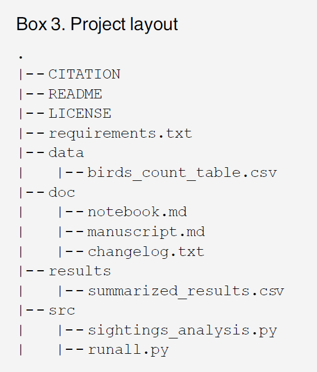 Box 3. Project layout
.
|-- CITATION
|-- README
|-- LICENSE
|-- requirements.txt
|-- data
|   |-- birds_count_table.csv
|-- doc
|   |-- notebook.md
|   |-- manuscript.md
|   |-- changelog.txt
|-- results
|   |-- summarized_results.csv
|-- src
|   |-- sightings_analysis.py
|   |-- runall.py